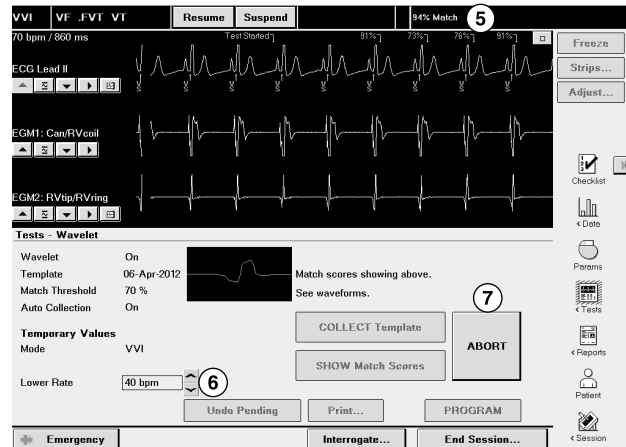 VVI VF .FVT VT Resume Suspend 94% Match 5
70 bpm / 860 ms Test Started 91% 73% 76% 91% Freeze
ECG Lead II Strips...
Adjust...
EGM1: Can/RVcoil
Checklist
EGM2: RVtip/RVring
< Data
Tests - Wavelet
Wavelet On
Params
Template 06-Apr-2012 Match scores showing above.
Match Threshold 70 % See waveforms.
Auto Collection On 7
< Tests
COLLECT Template
Temporary Values ABORT
Mode VVI
SHOW Match Scores
< Reports
Lower Rate 40 bpm 6
Patient
Undo Pending Print... PROGRAM
Emergency Interrogate... End Session... < Session